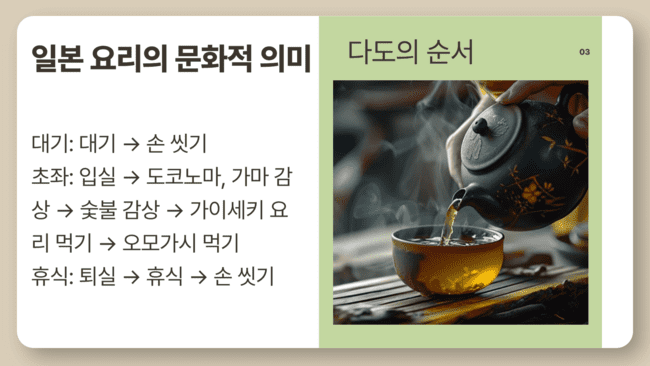 일본 요리의 문화적 의미
다도의 순서
03
대기: 대기 → 손 씻기
초좌: 입실 → 도코노마, 가마 감
상 → 숯불 감상 → 가이세키 요
리 먹기 → 오모가시 먹기
휴식: 퇴실 → 휴식 → 손 씻기